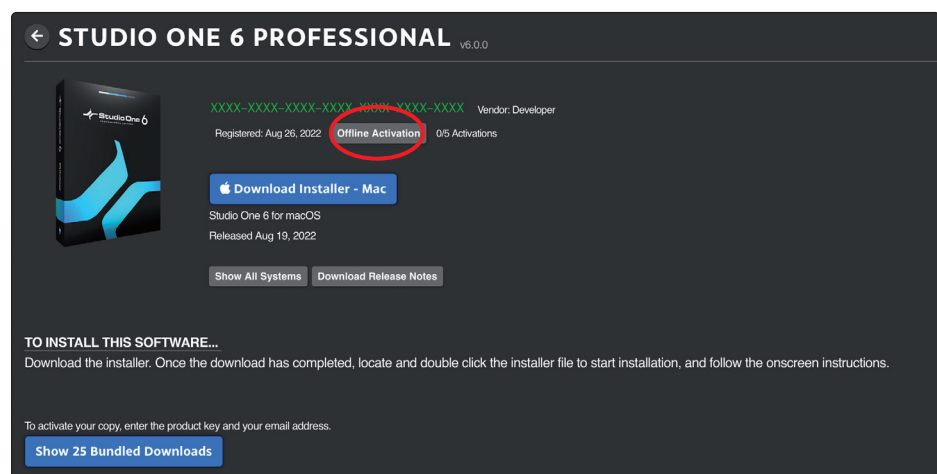 STUDIO ONE 6 PROFESSIONAL v6.0.0
Studio One 6
XXXX-XXXX-XXXX-XXXX-XXXX-XXXX-XXXX Vendor: Developer
Registered: Aug 26, 2022 Offline Activation 0/5 Activations
Download Installer - Mac
Studio One 6 for macOS
Released Aug 19, 2022
Show All Systems Download Release Notes
TO INSTALL THIS SOFTWARE...
Download the installer. Once the download has completed, locate and double click the installer file to start installation, and follow the onscreen instructions.
To activate your copy, enter the product key and your email address.
Show 25 Bundled Downloads